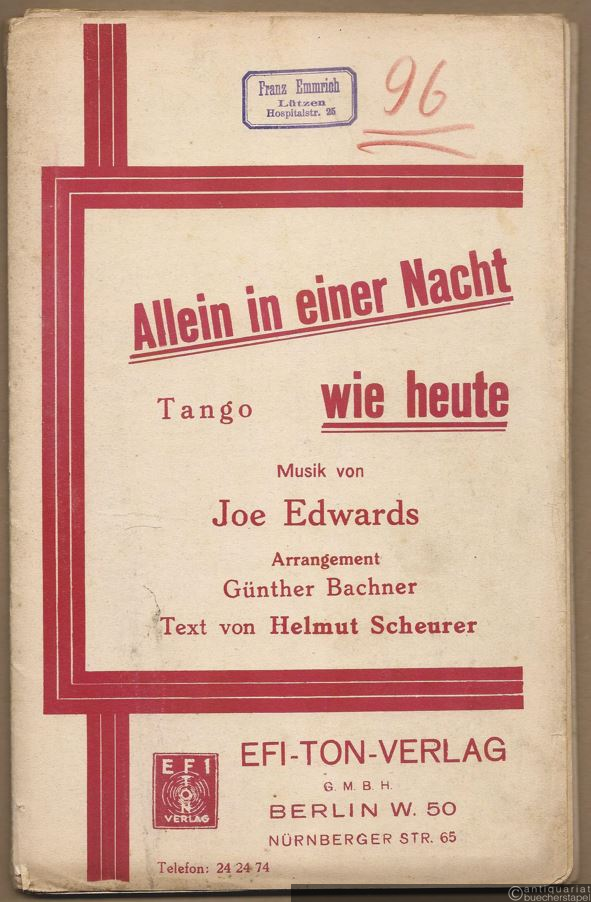 Franz Emmrich
Lützen
Hospitalstr. 25
96
Allein in einer Nacht
wie heute
Tango
Musik von
Joe Edwards
Arrangement
Günther Bachner
Text von Helmut Scheurer
EFI
TON
VERLAG
EFI-TON-VERLAG
G. M. B. H.
BERLIN W. 50
NÜRNBERGER STR. 65
Telefon: 24 24 74
antiquariat
buecherstapel